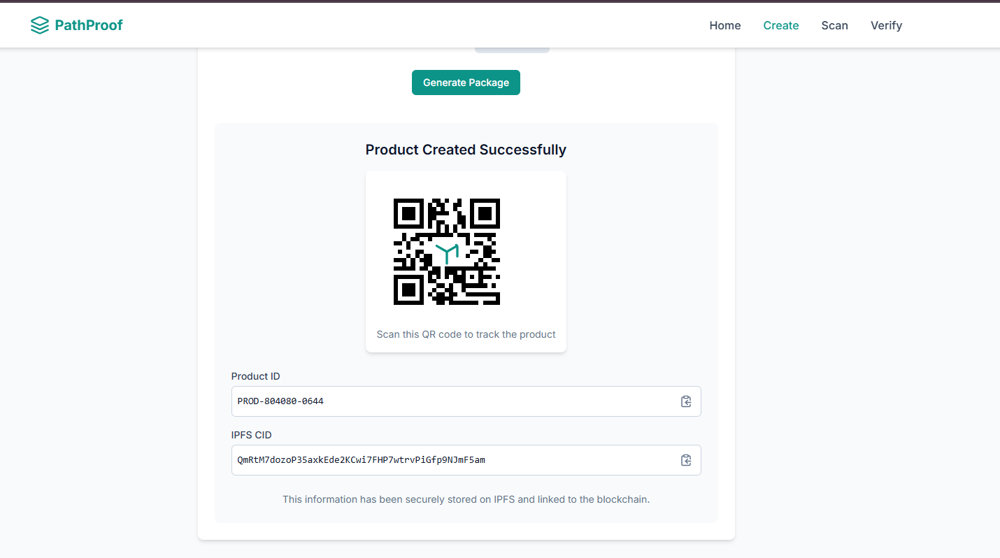 PathProof
Home Create Scan Verify
Generate Package
Product Created Successfully
Scan this QR code to track the product
Product ID
PROD-804080-0644
IPFS CID
QmRtM7dozoP35axkEde2KCwi7FHP7wtrvPiGfp9NJmF5am
This information has been securely stored on IPFS and linked to the blockchain.